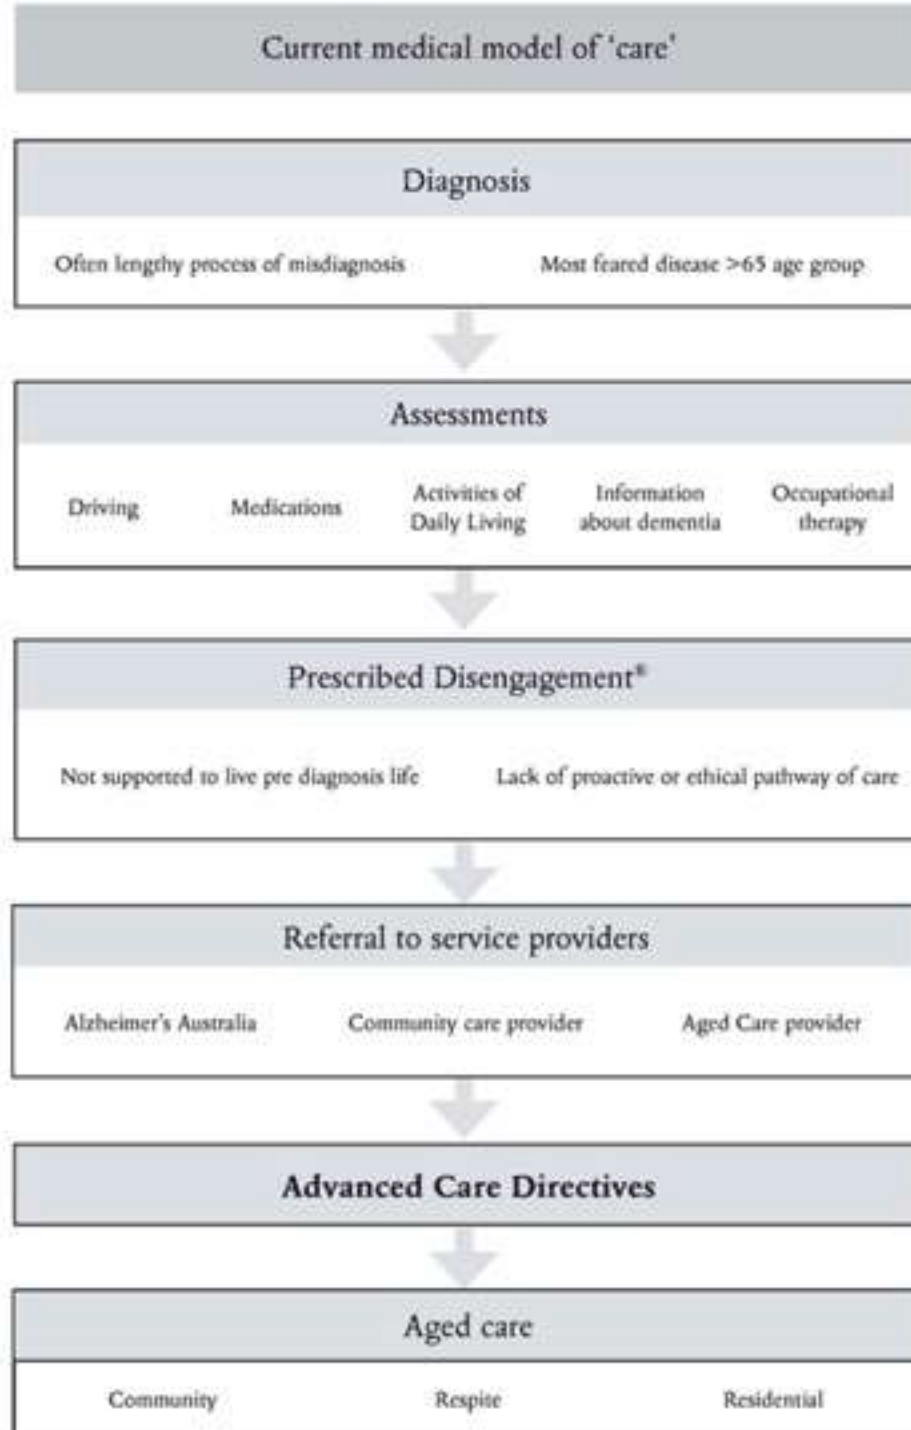 Current medical model of ‘care’
Diagnosis
Often lengthy process of misdiagnosis
Most feared disease >65 age group
Assessments
Driving
Medications
Activities of
Daily Living
Information
about dementia
Occupational
therapy
Prescribed Disengagement®
Not supported to live pre diagnosis life
Lack of proactive or ethical pathway of care
Referral to service providers
Alzheimer's Australia
Community care provider
Aged Care provider
Advanced Care Directives
Aged care
Community
Respite
Residential